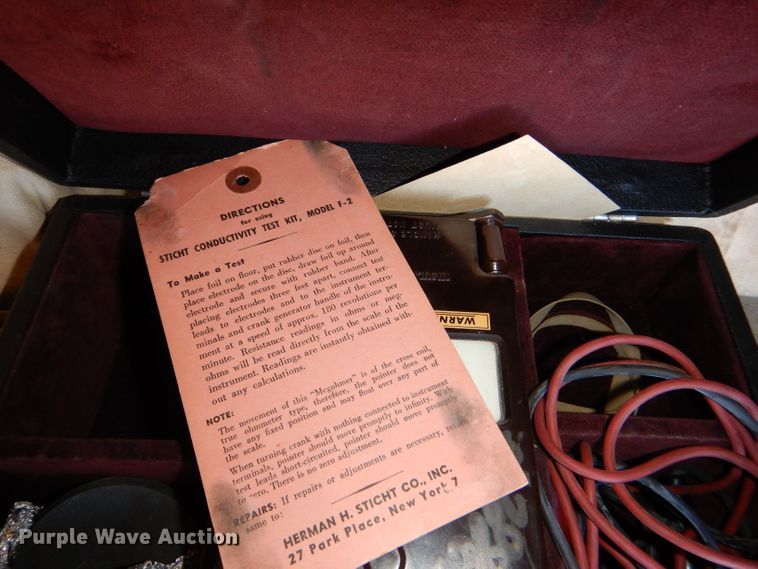 DIRECTIONS
for using
STICHT CONDUCTIVITY TEST KIT, MODEL F-2
To Make a Test
Place foil on floor, put rubber disc on foil, then
place electrode on the disc, draw foil up around
electrode and secure with rubber band. After
placing electrodes three feet apart, connect test
leads to electrodes and to the instrument ter-
minals and crank generator handle of the instru-
ment at a speed of approx. 180 revolutions per
minute. Resistance readings in ohms or meg-
ohms will be read directly from the scale of the
instrument. Readings are instantly obtained with-
out any calculations.
NOTE:
The movement of this "Megohmer" is of the cross coil,
true ohmmeter type, therefore, the pointer does not
have any fixed position and may float over any part of
the scale.
When turning crank with nothing connected to instrument
terminals, pointer should move promptly to infinity. With
test leads short-circuited, pointer should move promptly
to zero. There is no zero adjustment.
REPAIRS: If repairs or adjustments are necessary, return
same to:
HERMAN H. STICHT CO., INC.
27 Park Place, New York 7
WARN
Purple Wave Auction